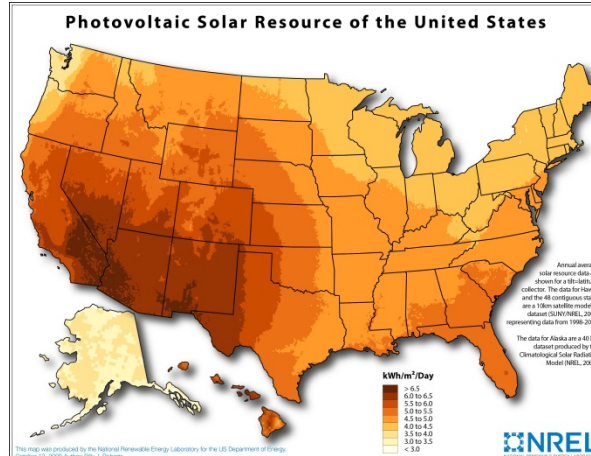 Photovoltaic Solar Resource of the United States
Annual avera
solar resource data
shown for a tilt=latit
collector. The data for Haw
and the 48 contiguous sta
are a 10km satellite model
dataset (SUNY/NREL, 200
representing data from 1998-20
The data for Alaska are a 40
dataset produced by t
Climatological Solar Radiat
Model (NREL, 200
kWh/m²/Day
> 6.5
6.0 to 6.5
5.5 to 6.0
5.0 to 5.5
4.5 to 5.0
4.0 to 4.5
3.5 to 4.0
3.0 to 3.5
< 3.0
This map was produced by the National Renewable Energy Laboratory for the US Department of Energy.
NREL